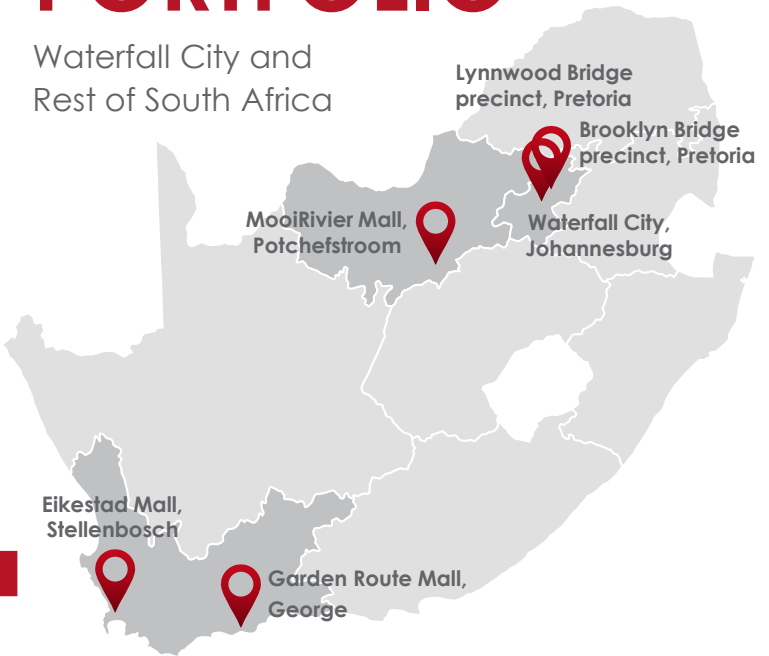 PORTFOLIO
Waterfall City and
Rest of South Africa
Lynnwood Bridge
precinct, Pretoria
Brooklyn Bridge
precinct, Pretoria
MooiRivier Mall,
Potchefstroom
Waterfall City,
Johannesburg
Eikestad Mall,
Stellenbosch
Garden Route Mall,
George